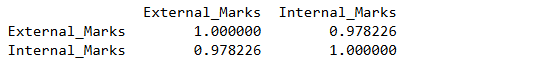 External_Marks Internal_Marks
External_Marks 1.000000 0.978226
Internal_Marks 0.978226 1.000000